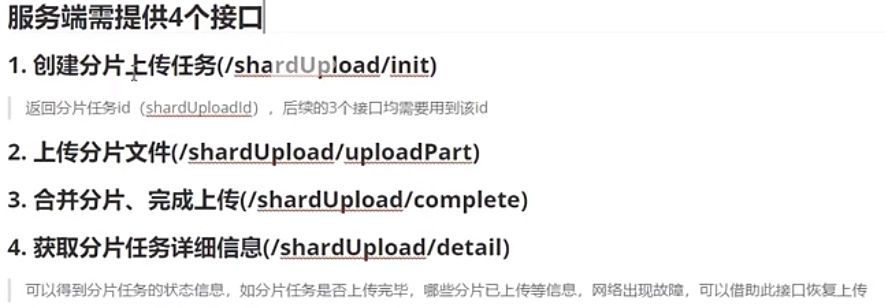 服务端需提供4个接口
1. 创建分片上传任务(/shardUpload/init)
返回分片任务id（shardUploadId），后续的3个接口均需要用到该id
2. 上传分片文件(/shardUpload/uploadPart)
3. 合并分片、完成上传(/shardUpload/complete)
4. 获取分片任务详细信息(/shardUpload/detail)
可以得到分片任务的状态信息，如分片任务是否上传完毕，哪些分片已上传等信息，网络出现故障，可以借助此接口恢复上传